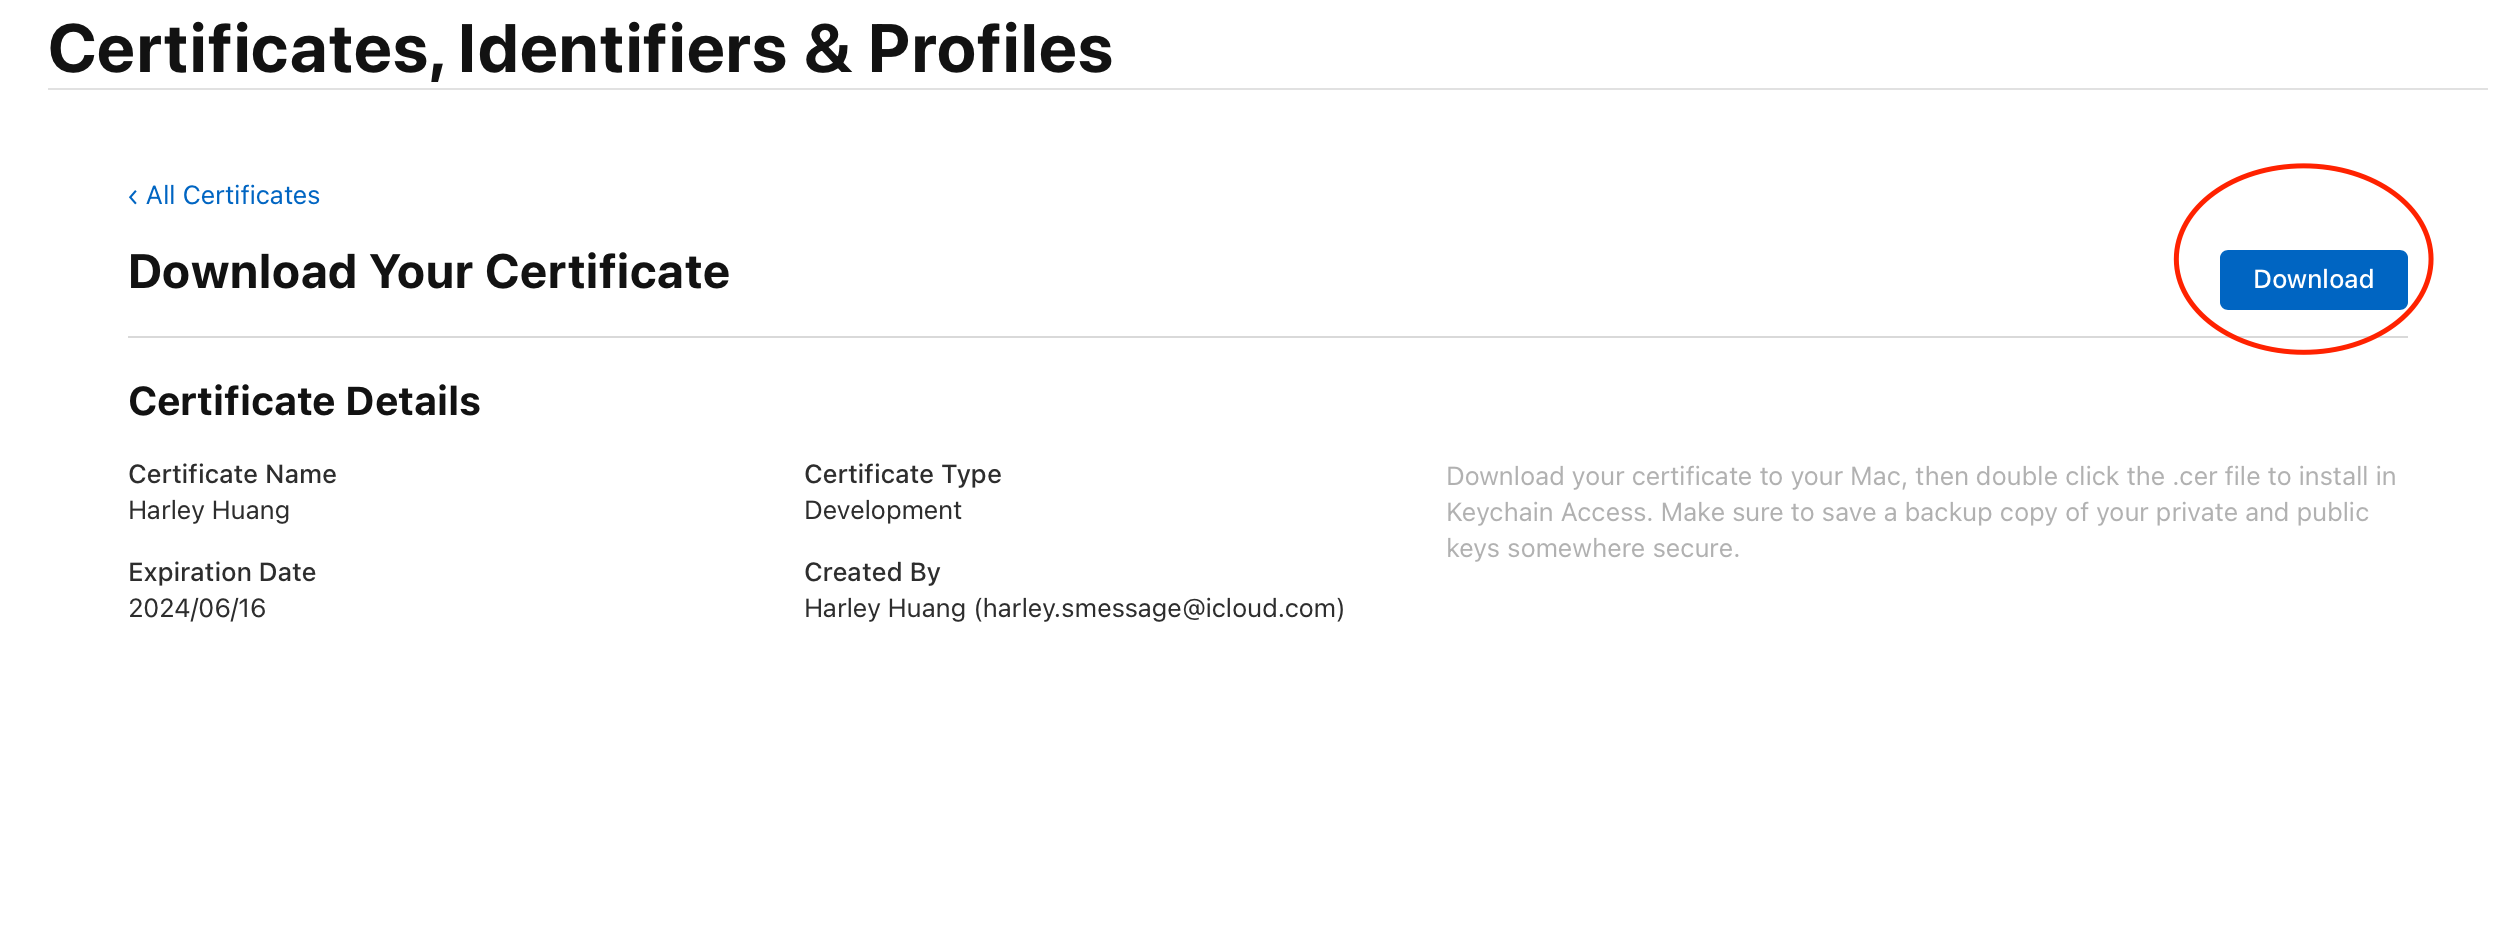 Certificates, Identifiers & Profiles
‹ All Certificates
Download Your Certificate
Download
Certificate Details
Certificate Name
Harley Huang
Certificate Type
Development
Download your certificate to your Mac, then double click the .cer file to install in
Keychain Access. Make sure to save a backup copy of your private and public
keys somewhere secure.
Expiration Date
2024/06/16
Created By
Harley Huang (harley.smessage@icloud.com)